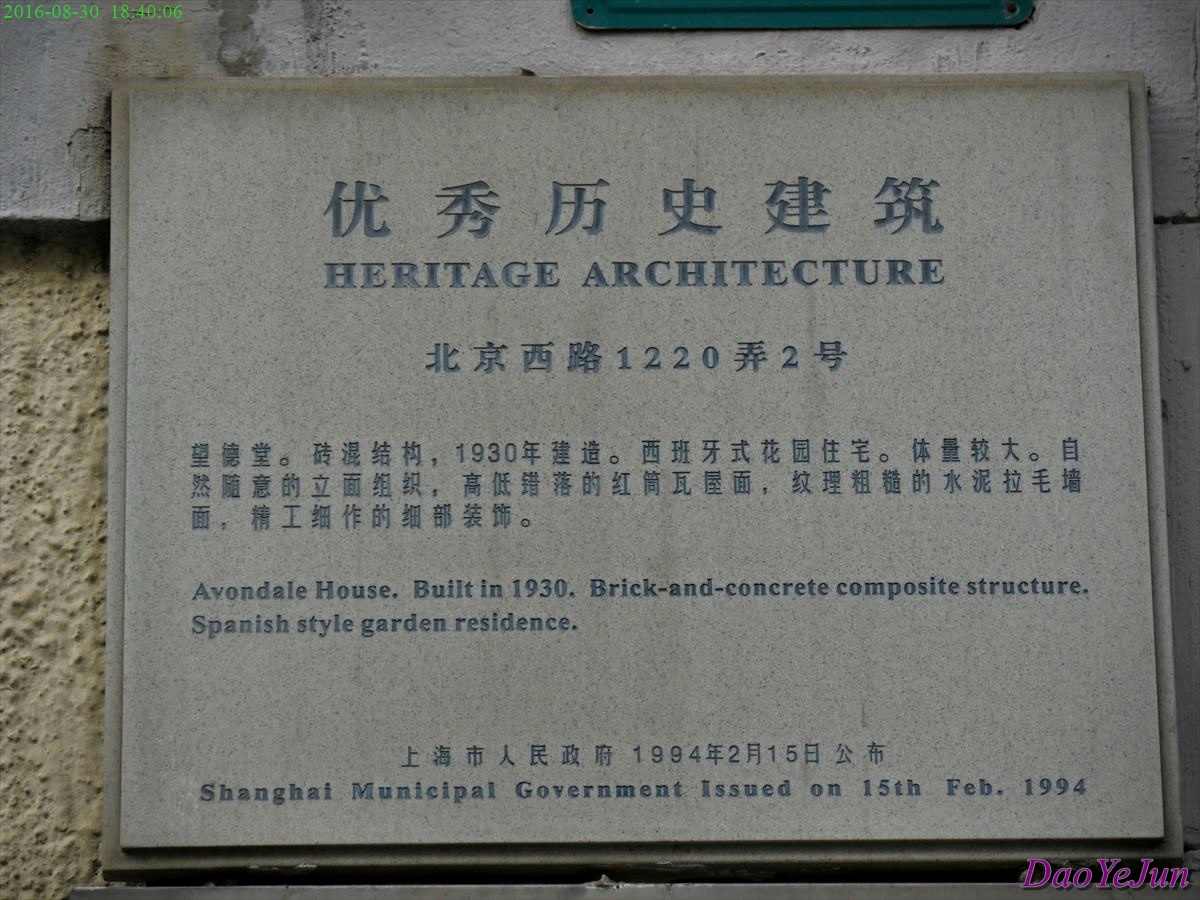 2016-08-30 18:40:06
优秀历史建筑
HERITAGE ARCHITECTURE
北京西路1220弄2号
望德堂。砖混结构，1930年建造。西班牙式花园住宅。体量较大。自
然随意的立面组织，高低错落的红筒瓦屋面，纹理粗糙的水泥拉毛墙
面，精工细作的细部装饰。
Avondale House. Built in 1930. Brick-and-concrete composite structure.
Spanish style garden residence.
上海市人民政府 1994年2月15日公布
Shanghai Municipal Government Issued on 15th Feb. 1994
DaoYeJun